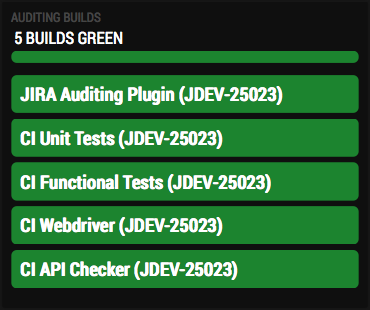 AUDITING BUILDS
5 BUILDS GREEN
JIRA Auditing Plugin (JDEV-25023)
CI Unit Tests (JDEV-25023)
CI Functional Tests (JDEV-25023)
CI Webdriver (JDEV-25023)
CI API Checker (JDEV-25023)